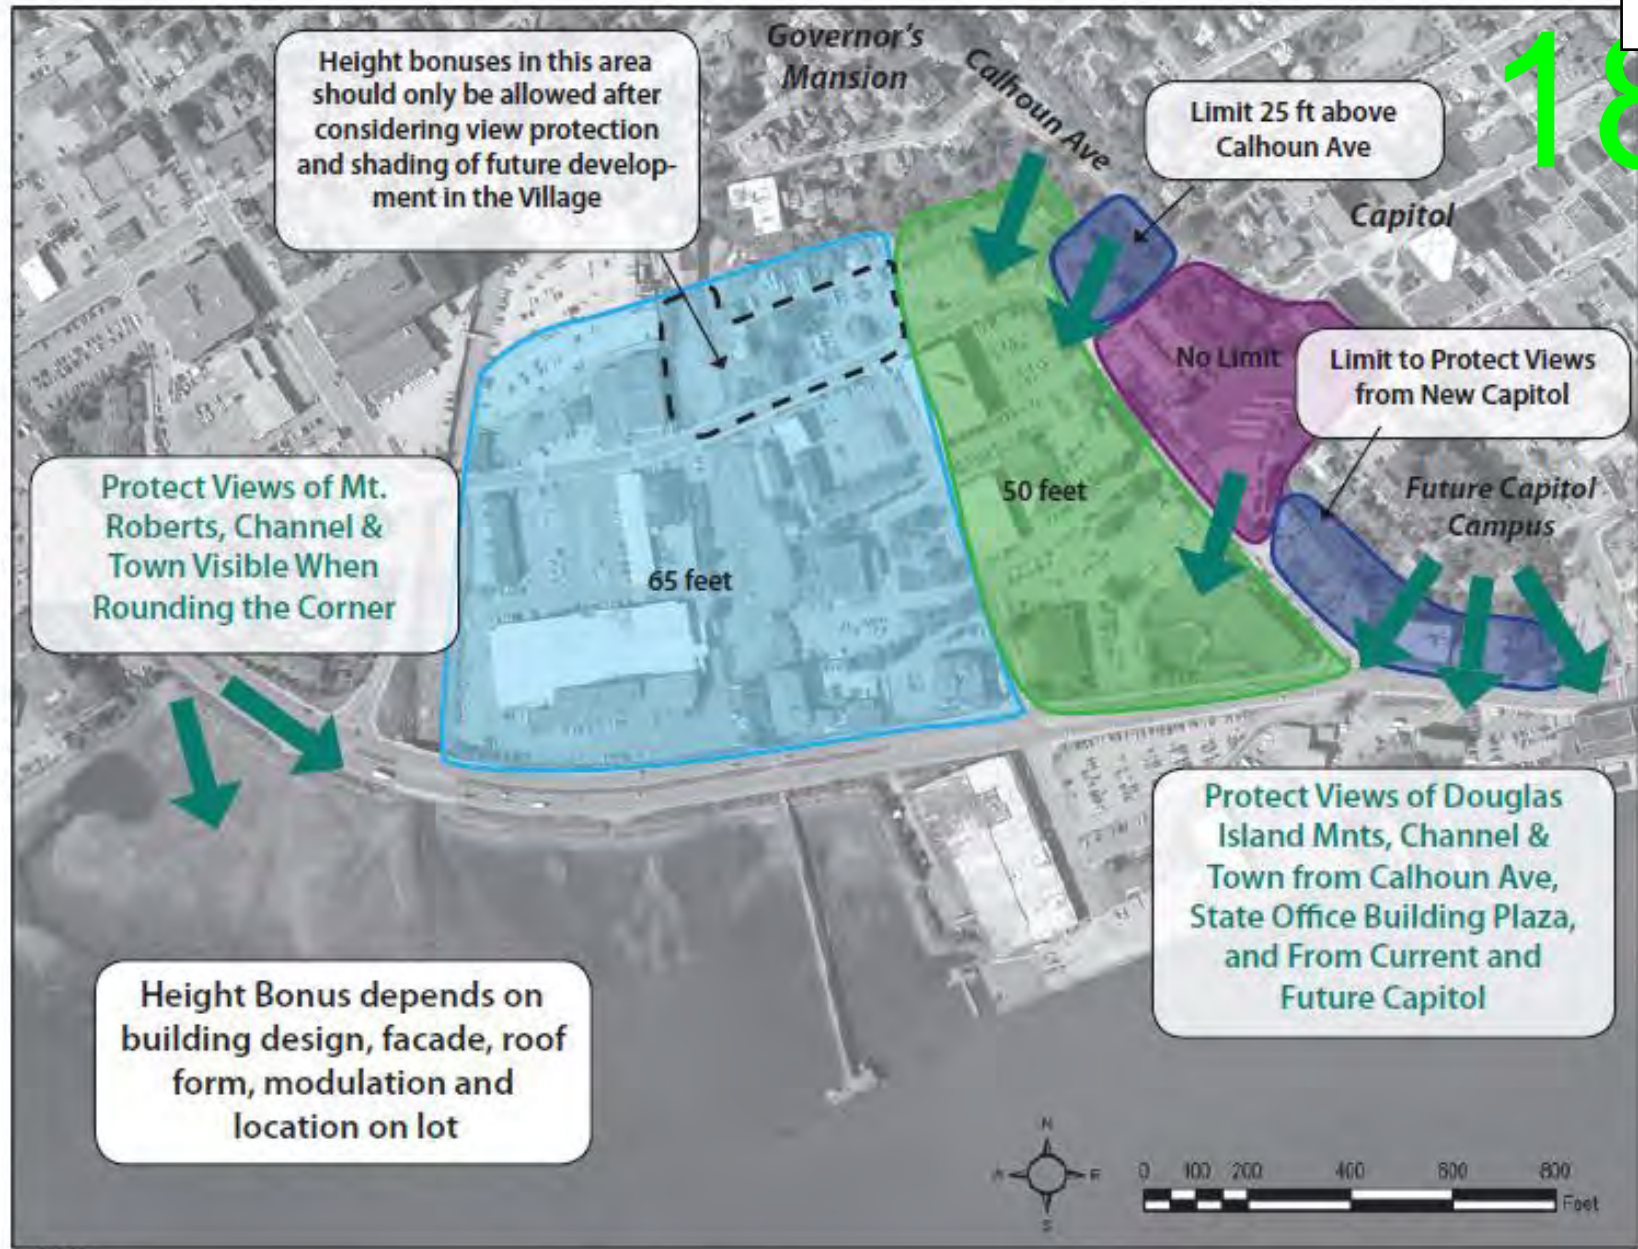 Height bonuses in this area
should only be allowed after
considering view protection
and shading of future develop-
ment in the Village
Governor's
Mansion
Calhoun Ave
Limit 25 ft above
Calhoun Ave
18
Capitol
No Limit
Limit to Protect Views
from New Capitol
Future Capitol
Campus
Protect Views of Mt.
Roberts, Channel &
Town Visible When
Rounding the Corner
65 feet
50 feet
Protect Views of Douglas
Island Mnts, Channel &
Town from Calhoun Ave,
State Office Building Plaza,
and From Current and
Future Capitol
Height Bonus depends on
building design, facade, roof
form, modulation and
location on lot
N
E
S
0 100 200 400 600 800
Feet